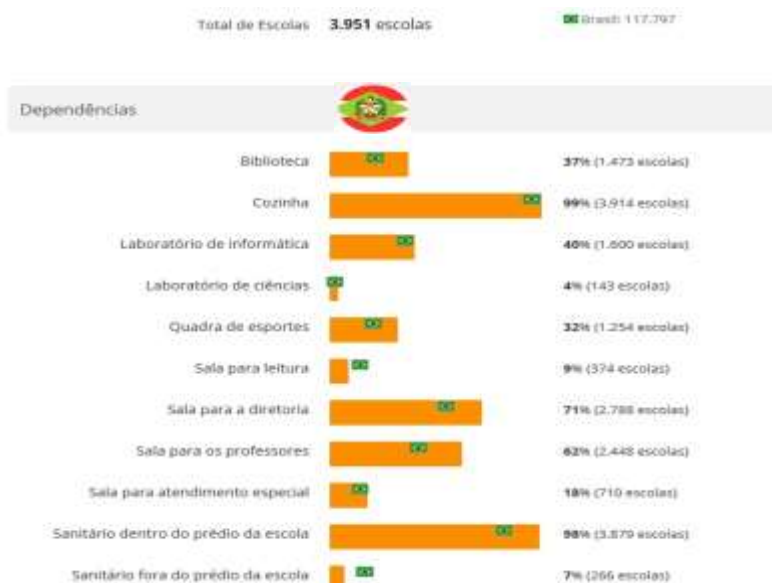 Total de Escolas 3.951 escolas Brasil: 117.797
Dependências
Biblioteca 37% (1.473 escolas)
Cozinha 99% (3.914 escolas)
Laboratório de informática 40% (1.600 escolas)
Laboratório de ciências 4% (143 escolas)
Quadra de esportes 32% (1.254 escolas)
Sala para leitura 9% (374 escolas)
Sala para a diretoria 71% (2.788 escolas)
Sala para os professores 62% (2.448 escolas)
Sala para atendimento especial 18% (710 escolas)
Sanitário dentro do prédio da escola 98% (3.879 escolas)
Sanitário fora do prédio da escola 7% (266 escolas)